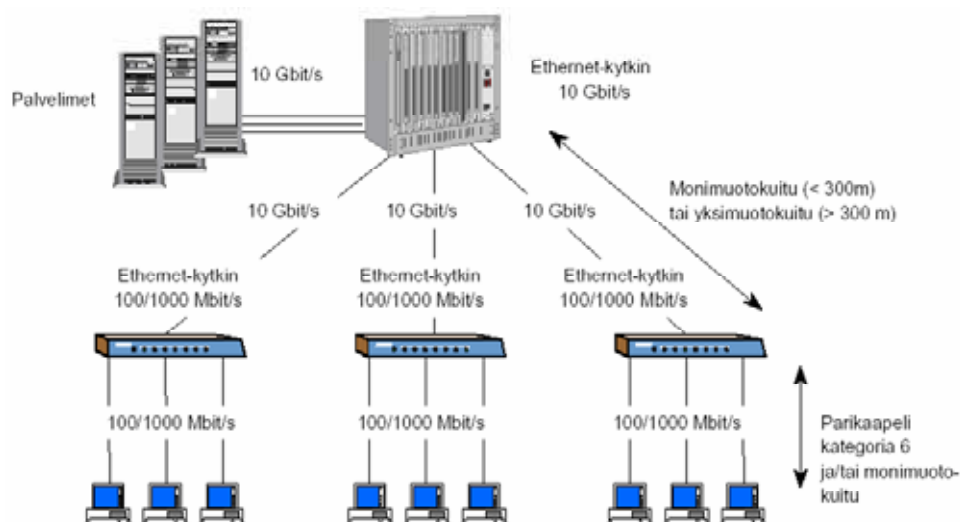 Palvelimet
10 Gbit/s
Ethernet-kytkin
10 Gbit/s
Monimuotokuitu (< 300m)
tai yksimuotokuitu (> 300 m)
10 Gbit/s
10 Gbit/s
10 Gbit/s
Ethernet-kytkin
100/1000 Mbit/s
Ethernet-kytkin
100/1000 Mbit/s
Ethernet-kytkin
100/1000 Mbit/s
100/1000 Mbit/s
100/1000 Mbit/s
100/1000 Mbit/s
Parikaapeli
kategoria 6
ja/tai monimuoto-
kuitu